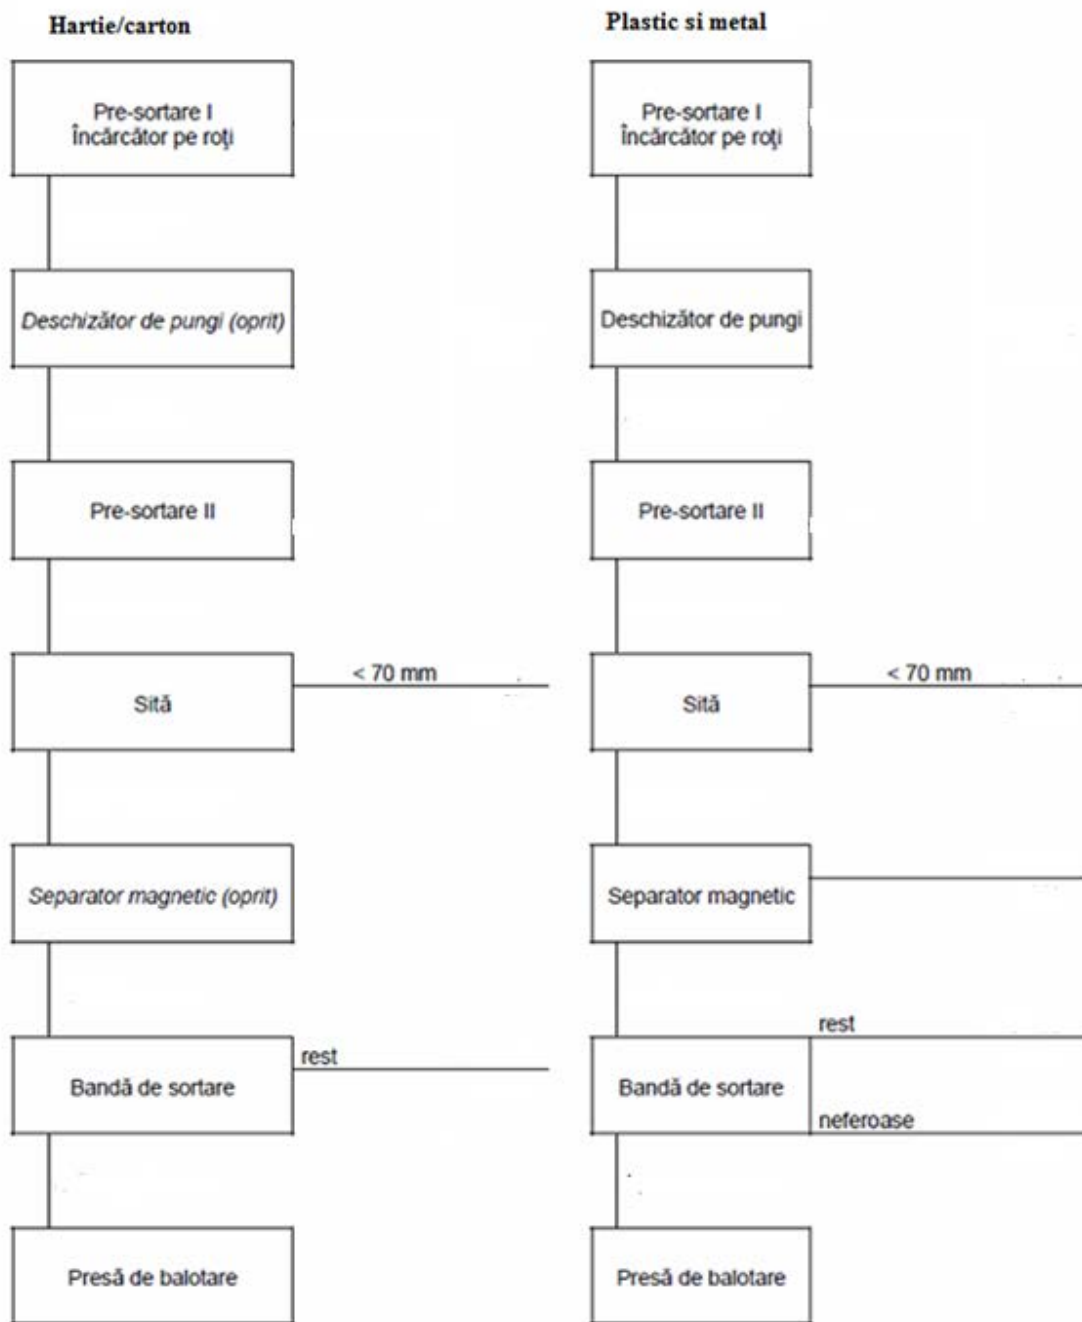 Hartie/carton
Pre-sortare I
Încărcător pe roţi
Deschizător de pungi (oprit)
Pre-sortare II
< 70 mm
Sită
Separator magnetic (oprit)
rest
Bandă de sortare
Presă de balotare
Plastic si metal
Pre-sortare I
Încărcător pe roţi
Deschizător de pungi
Pre-sortare II
< 70 mm
Sită
Separator magnetic
rest
Bandă de sortare
neferoase
Presă de balotare